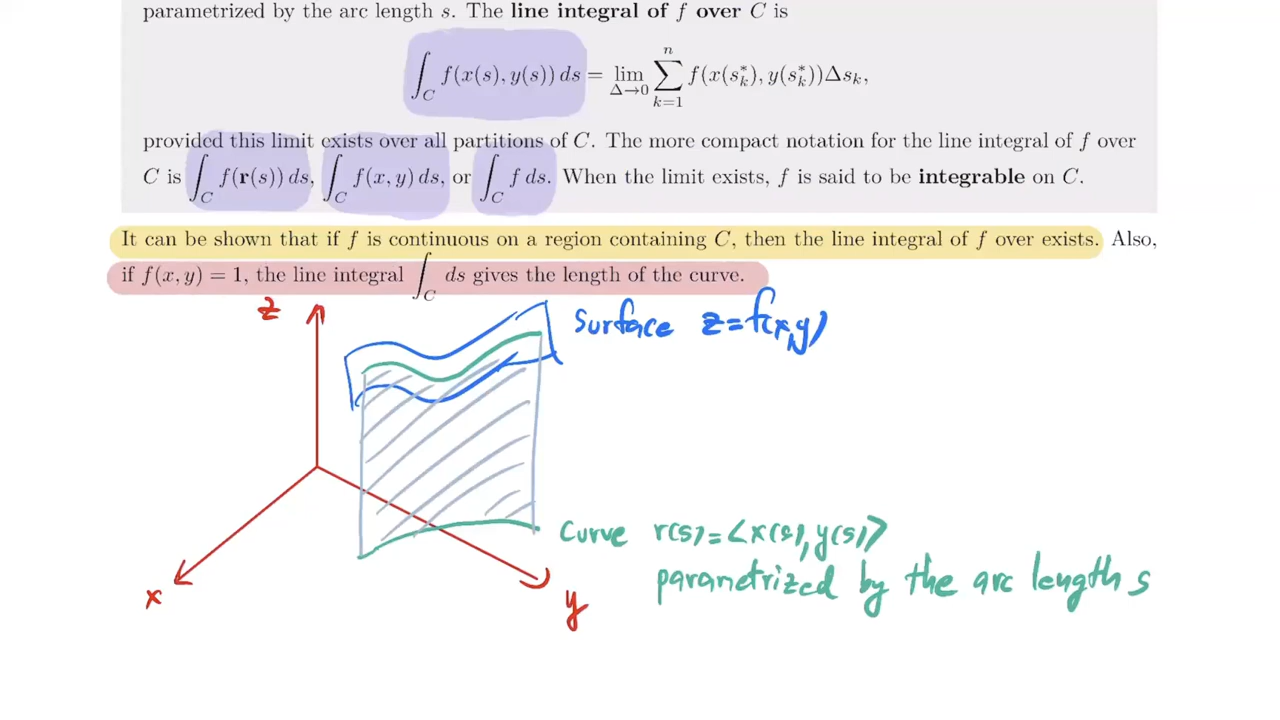 parametrized by the arc length s. The line integral of f over C is
∫_C f(x(s), y(s)) ds = lim_{Δ→0} ∑_{k=1}^{n} f(x(s_k^*), y(s_k^*))Δs_k,
provided this limit exists over all partitions of C. The more compact notation for the line integral of f over
C is ∫_C f(r(s)) ds, ∫_C f(x, y) ds, or ∫_C f ds. When the limit exists, f is said to be integrable on C.
It can be shown that if f is continuous on a region containing C, then the line integral of f over exists. Also,
if f(x, y) = 1, the line integral ∫_C ds gives the length of the curve.
z
Surface z=f(x,y)
Curve r(s)=<x(s), y(s)>
parametrized by the arc length s
x
y